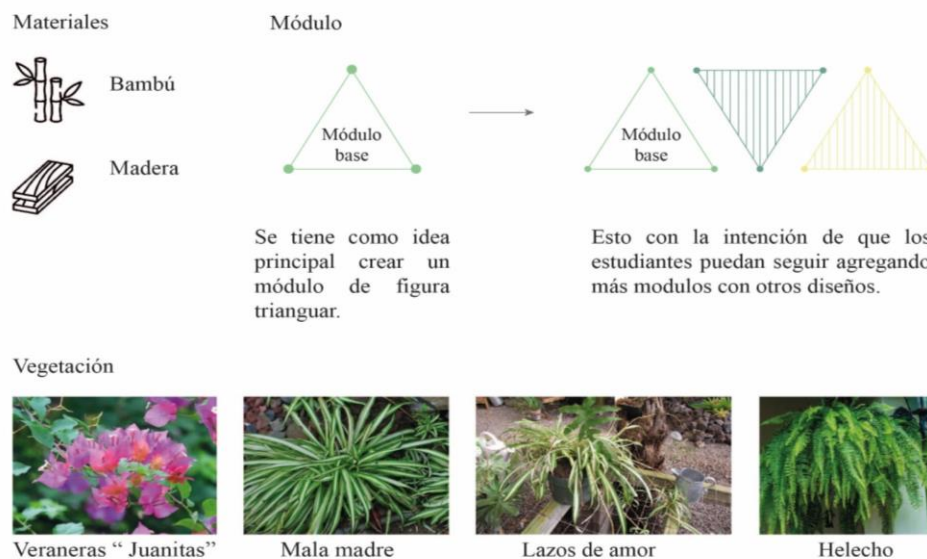 Materiales
Módulo
Bambú
Madera
Módulo
base
Módulo
base
Se tiene como idea
principal crear un
módulo de figura
trianguar.
Esto con la intención de que los
estudiantes puedan seguir agregando
más modulos con otros diseños.
Vegetación
Veraneras “ Juanitas”
Mala madre
Lazos de amor
Helecho